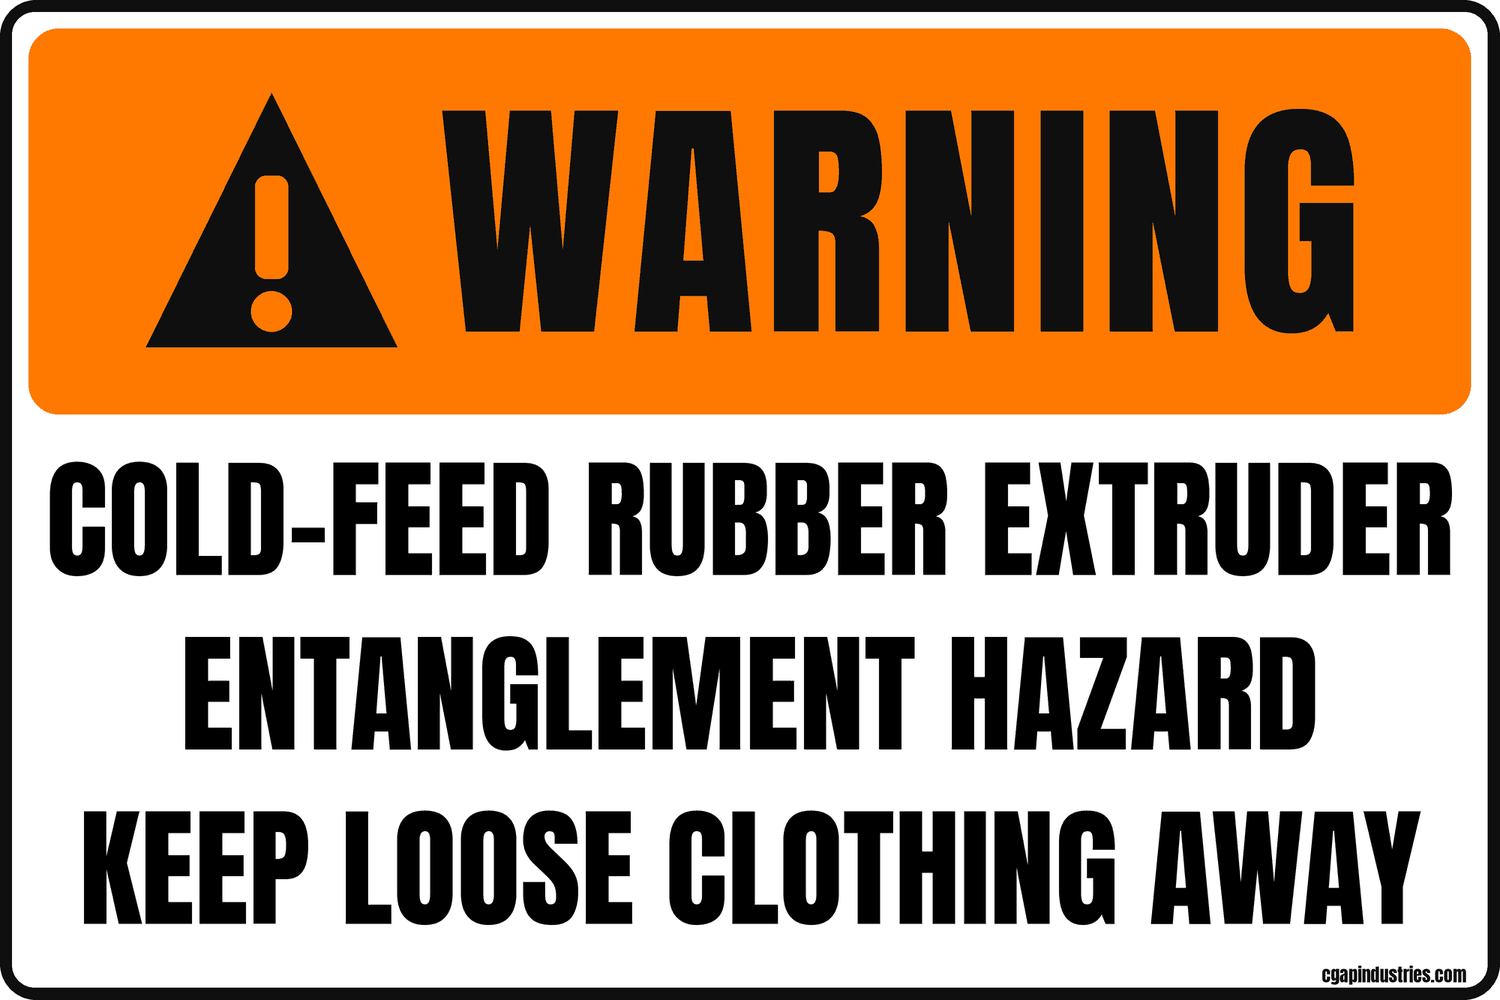 WARNING
COLD-FEED RUBBER EXTRUDER
ENTANGLEMENT HAZARD
KEEP LOOSE CLOTHING AWAY
cgapindustries.com